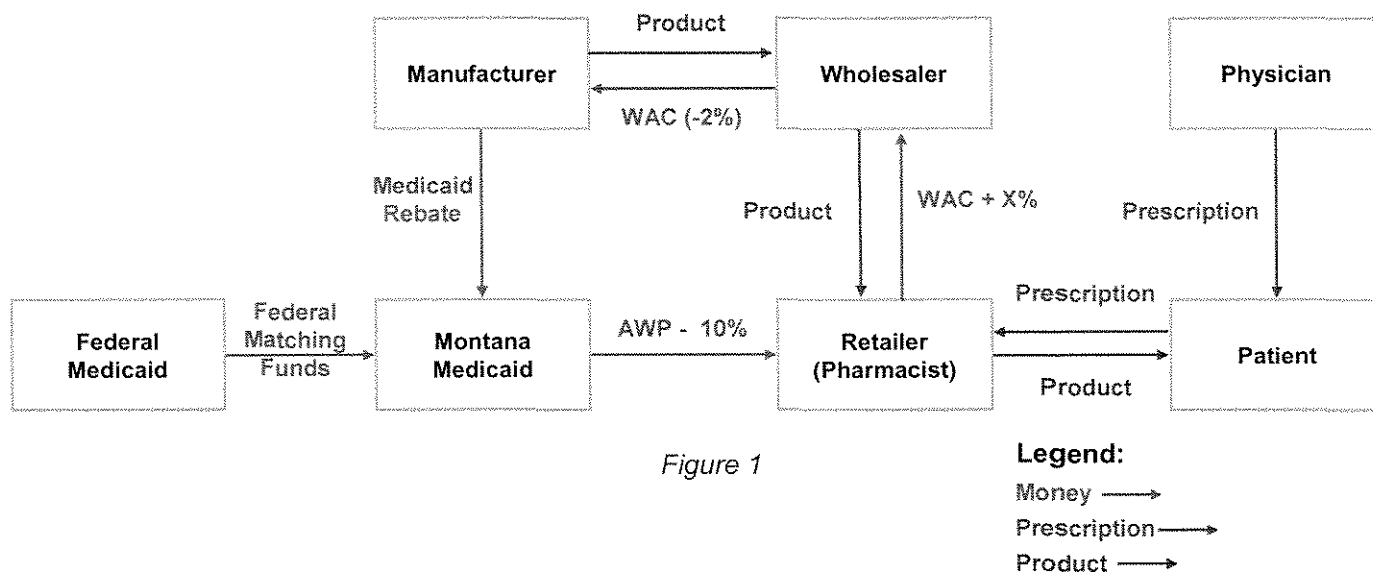 Product
Manufacturer
Wholesaler
Physician
WAC (-2%)
Medicaid
Rebate
Product
WAC + X%
Prescription
Federal
Medicaid
Federal
Matching
Funds
Montana
Medicaid
AWP - 10%
Retailer
(Pharmacist)
Prescription
Product
Patient
Figure 1
Legend:
Money
Prescription
Product